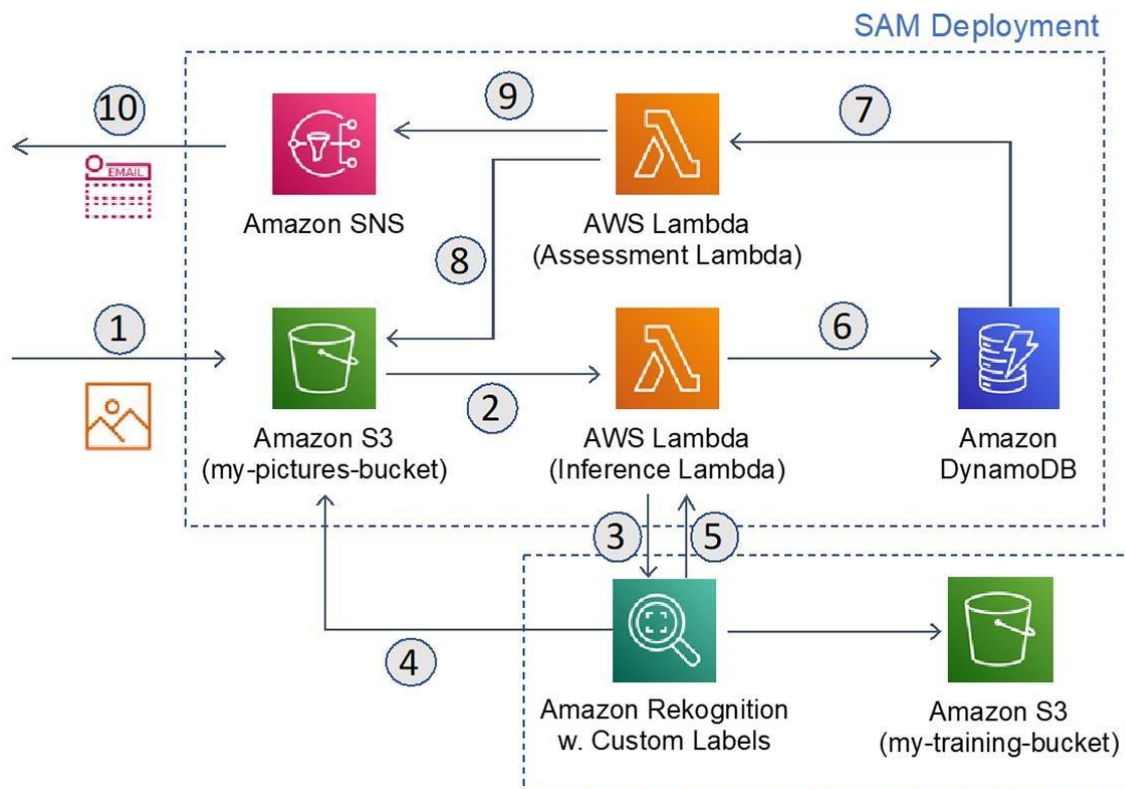 SAM Deployment
10
9
7
EMAIL
Amazon SNS
AWS Lambda
(Assessment Lambda)
8
1
6
2
Amazon S3
(my-pictures-bucket)
AWS Lambda
(Inference Lambda)
Amazon
DynamoDB
3
5
4
Amazon Rekognition
w. Custom Labels
Amazon S3
(my-training-bucket)